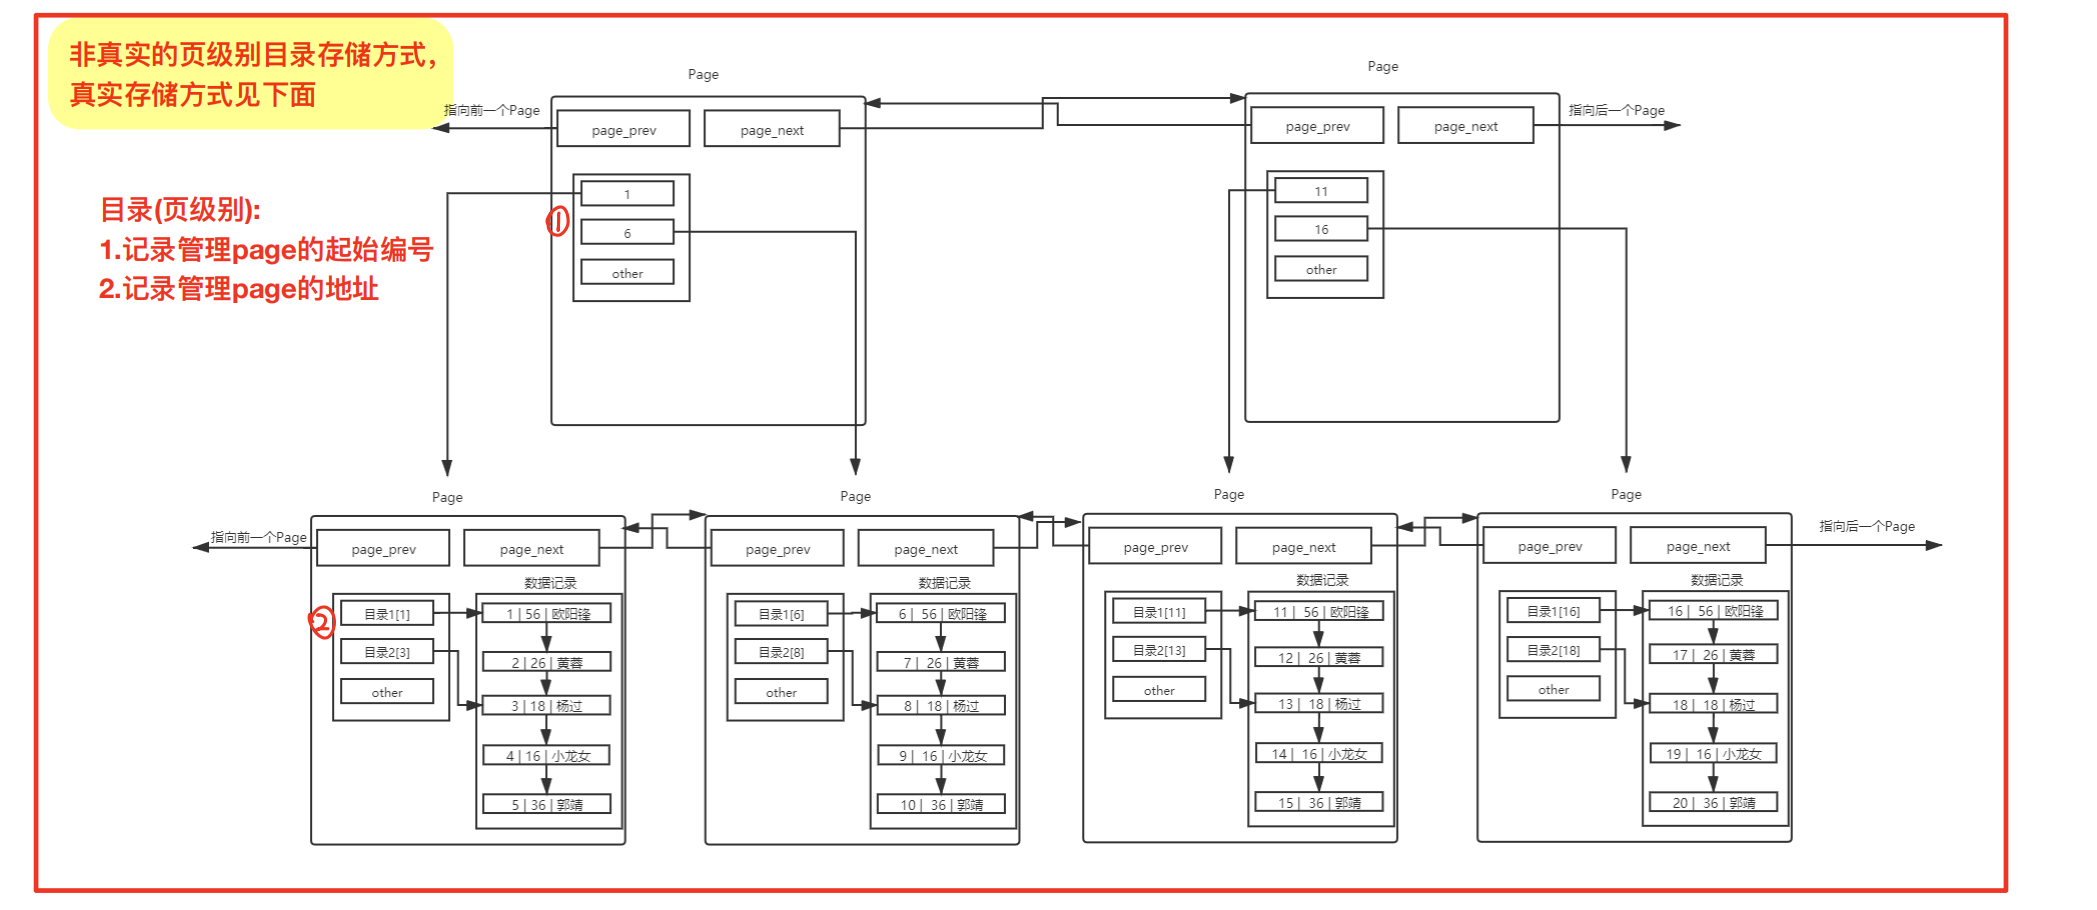 非真实的页级别目录存储方式，
真实存储方式见下面
Page
Page
指向前一个Page
page_prev
page_next
page_prev
page_next
指向后一个Page
目录(页级别):
1.记录管理page的起始编号
2.记录管理page的地址
①
1
6
other
11
16
other
Page
Page
Page
Page
指向前一个Page
page_prev
page_next
page_prev
page_next
page_prev
page_next
page_prev
page_next
指向后一个Page
②
数据记录
目录1[1]
目录2[3]
other
1 | 56 | 欧阳锋
2 | 26 | 黄蓉
3 | 18 | 杨过
4 | 16 | 小龙女
5 | 36 | 郭靖
数据记录
目录1[6]
目录2[8]
other
6 | 56 | 欧阳锋
7 | 26 | 黄蓉
8 | 18 | 杨过
9 | 16 | 小龙女
10 | 36 | 郭靖
数据记录
目录1[11]
目录2[13]
other
11 | 56 | 欧阳锋
12 | 26 | 黄蓉
13 | 18 | 杨过
14 | 16 | 小龙女
15 | 36 | 郭靖
数据记录
目录1[16]
目录2[18]
other
16 | 56 | 欧阳锋
17 | 26 | 黄蓉
18 | 18 | 杨过
19 | 16 | 小龙女
20 | 36 | 郭靖